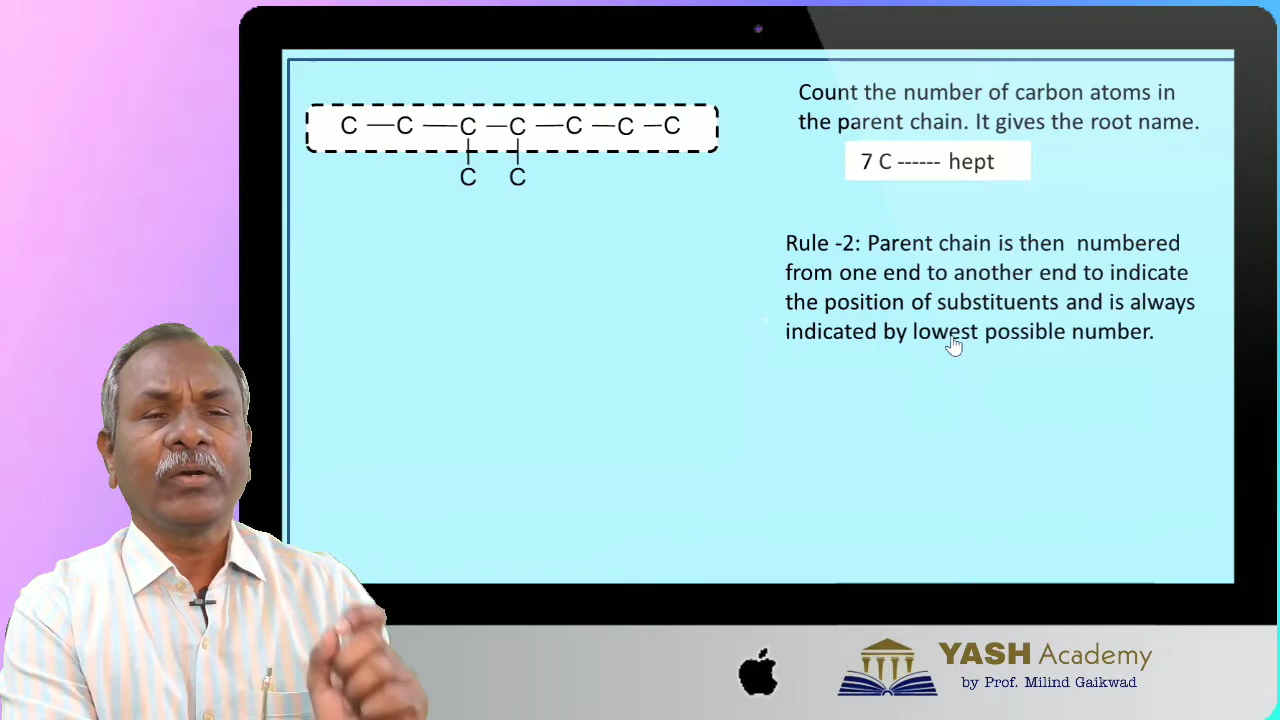 C — C — C — C — C — C — C
C C
Count the number of carbon atoms in
the parent chain. It gives the root name.
7 C ------ hept
Rule -2: Parent chain is then numbered
from one end to another end to indicate
the position of substituents and is always
indicated by lowest possible number.
YASH Academy
by Prof. Milind Gaikwad